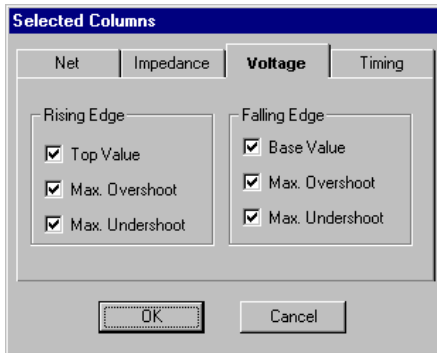 Selected Columns
Net Impedance Voltage Timing
Rising Edge
Top Value
Max. Overshoot
Max. Undershoot
Falling Edge
Base Value
Max. Overshoot
Max. Undershoot
OK Cancel